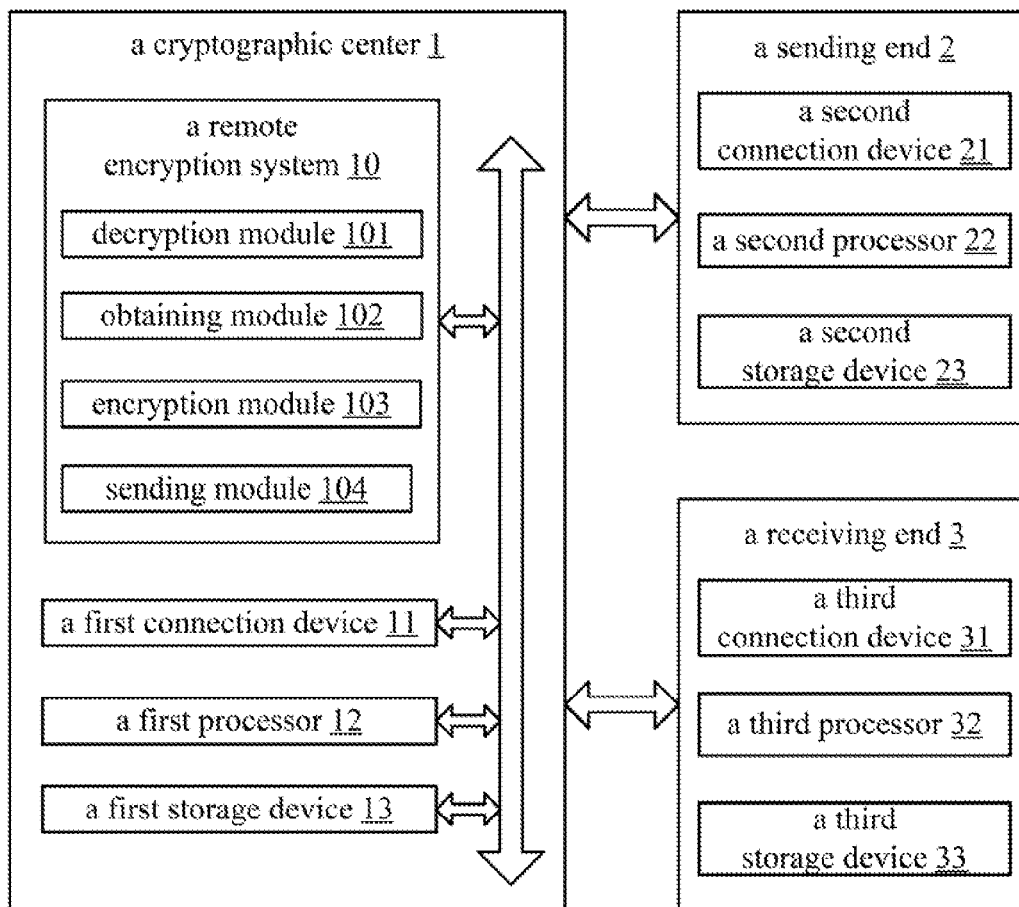 a cryptographic center 1
a remote
encryption system 10
decryption module 101
obtaining module 102
encryption module 103
sending module 104
a first connection device 11
a first processor 12
a first storage device 13
a sending end 2
a second
connection device 21
a second processor 22
a second
storage device 23
a receiving end 3
a third
connection device 31
a third processor 32
a third
storage device 33